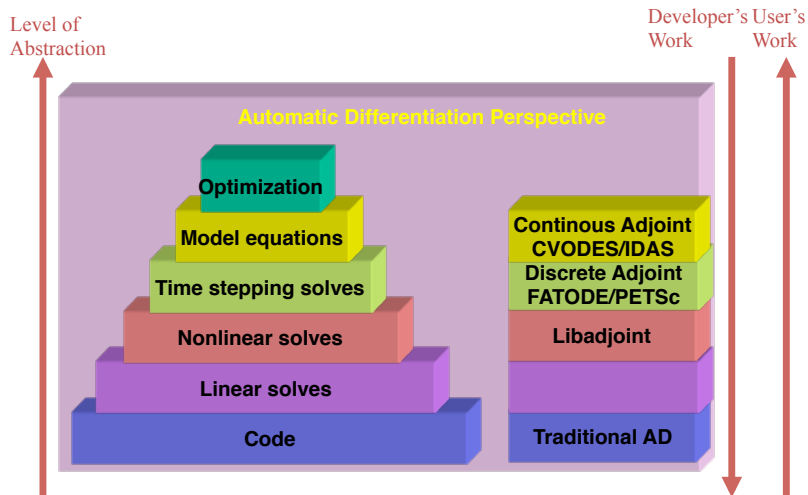 Level of
Abstraction
Developer's
Work
User's
Work
Automatic Differentiation Perspective
Optimization
Model equations
Time stepping solves
Nonlinear solves
Linear solves
Code
Continous Adjoint
CVODES/IDAS
Discrete Adjoint
FATODE/PETSc
Libadjoint
Traditional AD